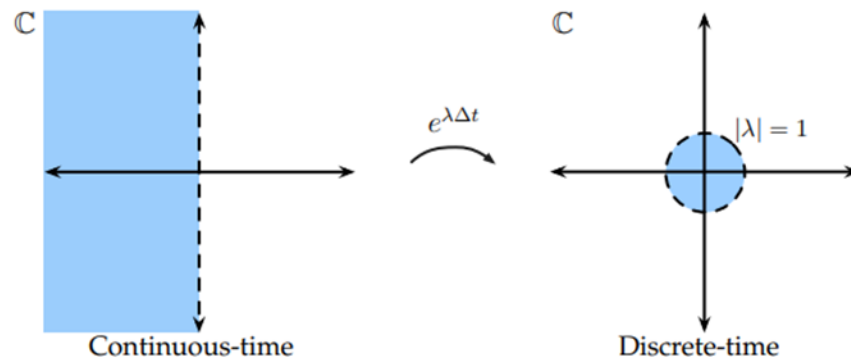 ℂ
ℂ
e^{λΔt}
|λ| = 1
Continuous-time
Discrete-time